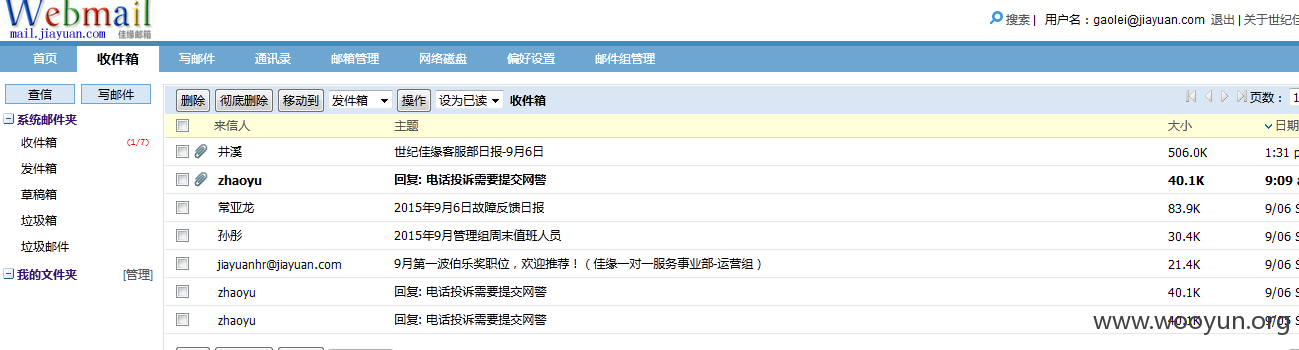 Webmail
mail.jiayuan.com 佳缘邮箱
搜索 | 用户名：gaolei@jiayuan.com 退出 | 关于世纪佳
首页 收件箱 写邮件 通讯录 邮箱管理 网络磁盘 偏好设置 邮件组管理
查信 写邮件
删除 彻底删除 移动到 发件箱 操作 设为已读 收件箱 页数： 1
系统邮件夹
来信人 主题 大小 日期
收件箱 (1/7)
井溪 世纪佳缘客服部日报-9月6日 506.0K 1:31 p
发件箱
zhaoyu 回复: 电话投诉需要提交网警 40.1K 9:09 a
草稿箱
常亚龙 2015年9月6日故障反馈日报 83.9K 9/06 S
垃圾箱
孙彤 2015年9月管理组周末值班人员 30.4K 9/06 S
垃圾邮件
jiayuanhr@jiayuan.com 9月第一波伯乐奖职位，欢迎推荐！（佳缘一对一服务事业部-运营组） 21.4K 9/06 S
我的文件夹 [管理]
zhaoyu 回复: 电话投诉需要提交网警 40.1K 9/06 S
zhaoyu 回复: 电话投诉需要提交网警 40.1K 9/05 S
www.wooyun.org